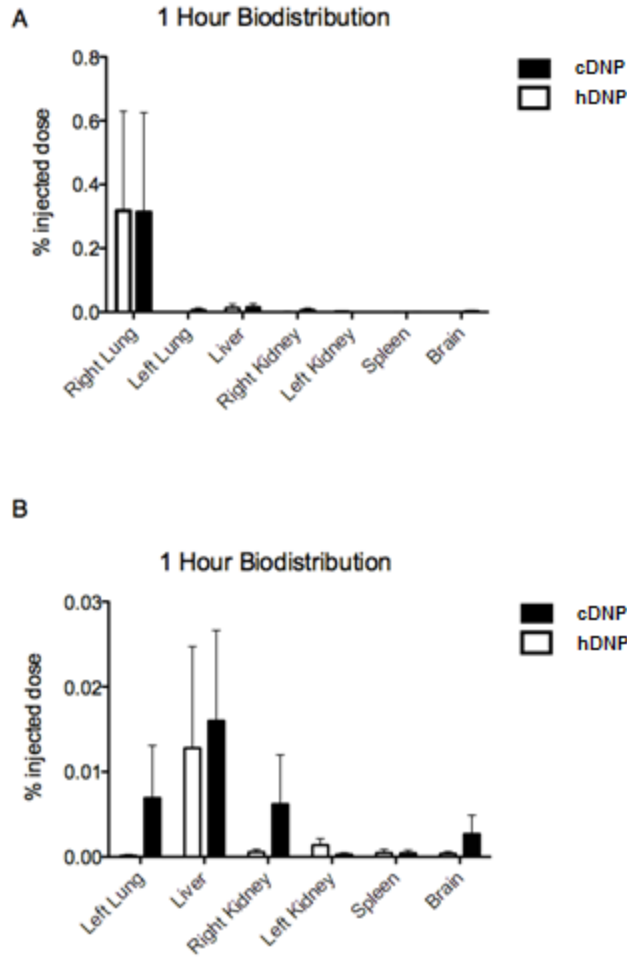 A
1 Hour Biodistribution
cDNP
hDNP
% injected dose
0.8
0.6
0.4
0.2
0.0
Right Lung
Left Lung
Liver
Right Kidney
Left Kidney
Spleen
Brain
B
1 Hour Biodistribution
cDNP
hDNP
% injected dose
0.03
0.02
0.01
0.00
Left Lung
Liver
Right Kidney
Left Kidney
Spleen
Brain